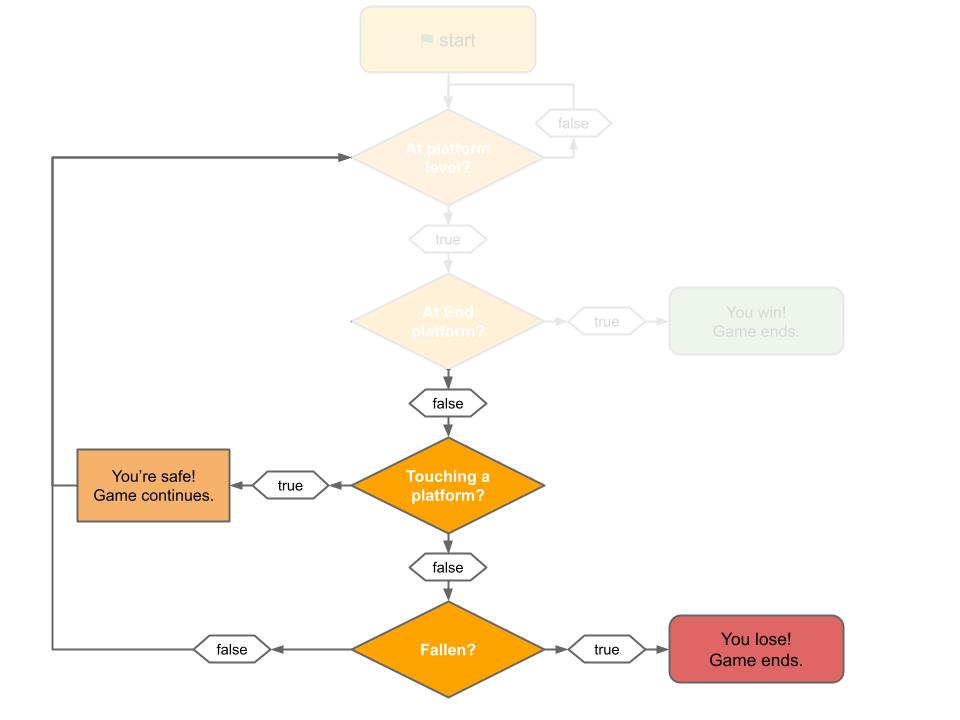 start
false
At platform
level?
true
At End
platform?
true
You win!
Game ends.
false
Touching a
platform?
true
You’re safe!
Game continues.
false
Fallen?
false
true
You lose!
Game ends.